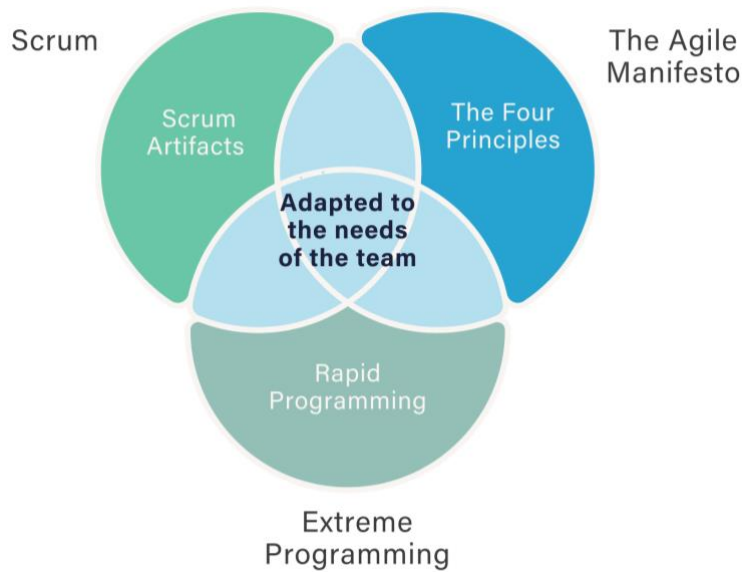 Scrum
The Agile
Manifesto
Scrum
Artifacts
The Four
Principles
Adapted to
the needs
of the team
Rapid
Programming
Extreme
Programming